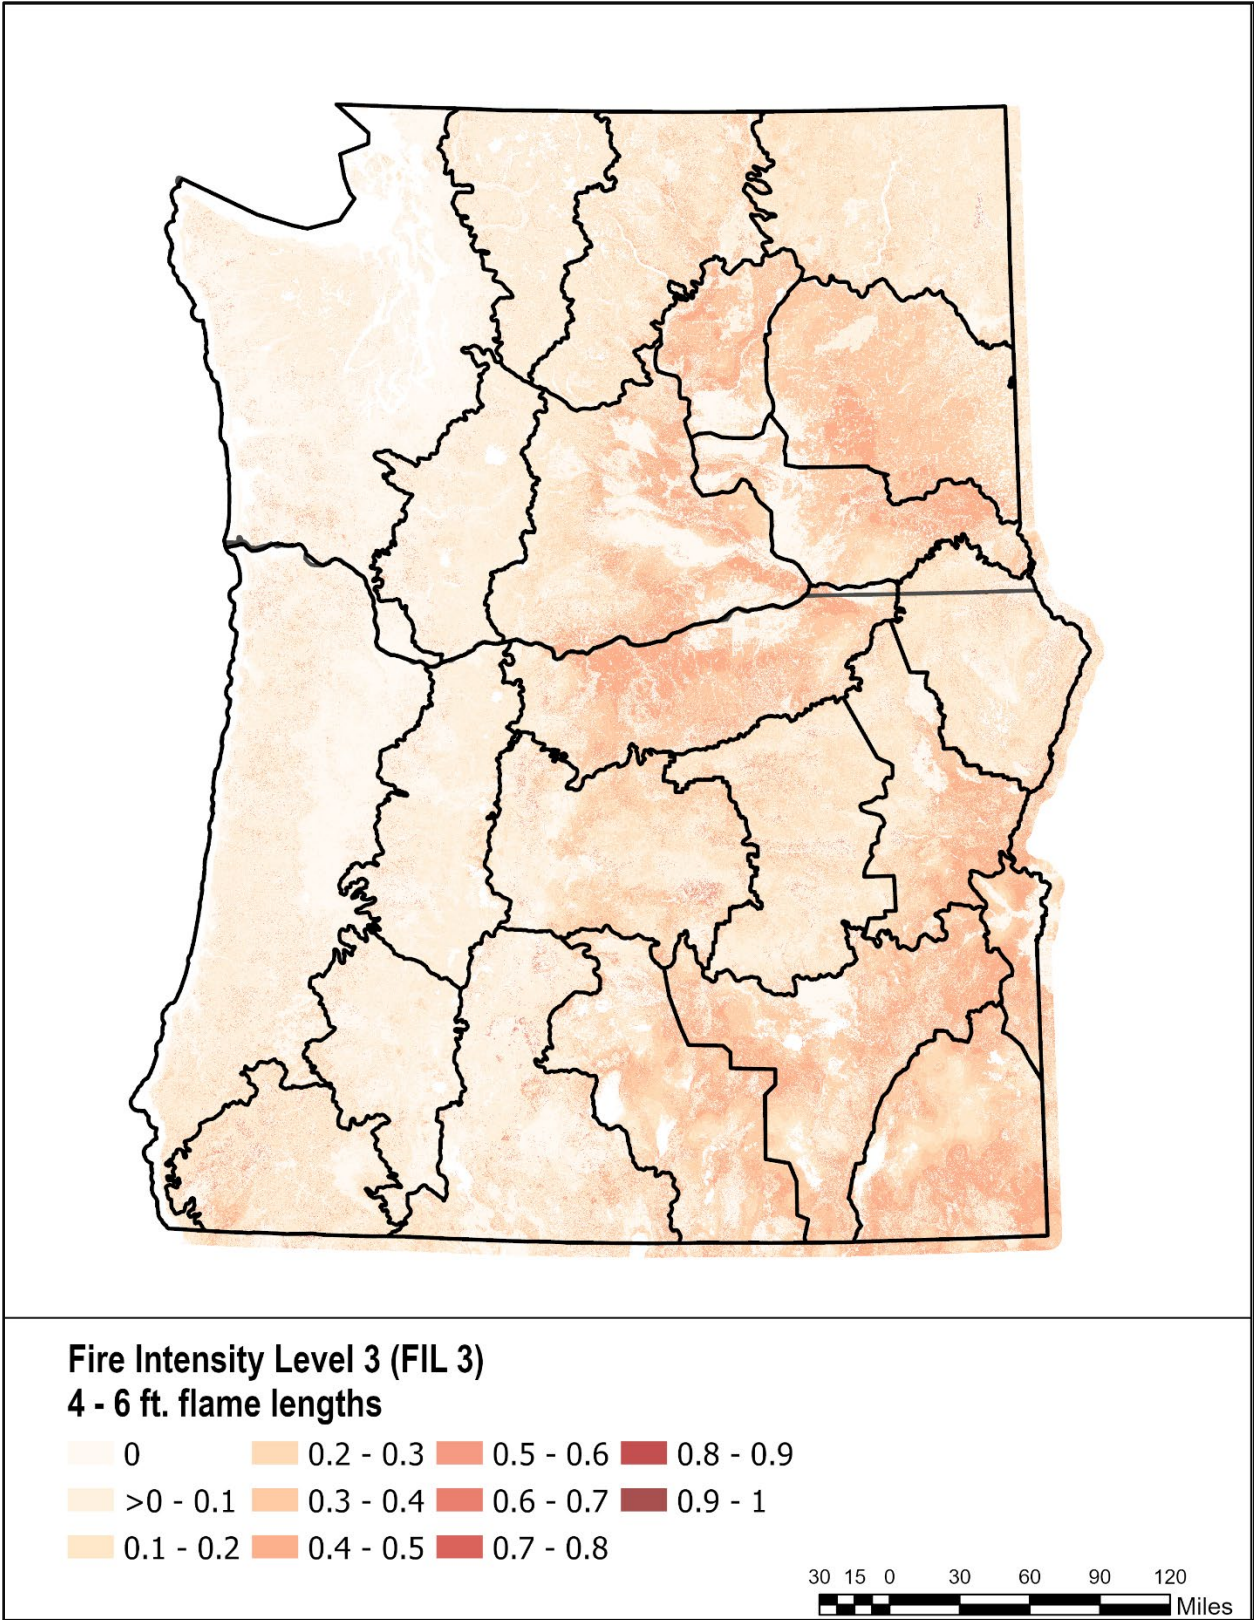 Fire Intensity Level 3 (FIL 3)
4 - 6 ft. flame lengths
0
>0 - 0.1
0.1 - 0.2
0.2 - 0.3
0.3 - 0.4
0.4 - 0.5
0.5 - 0.6
0.6 - 0.7
0.7 - 0.8
0.8 - 0.9
0.9 - 1
30 15 0 30 60 90 120
Miles